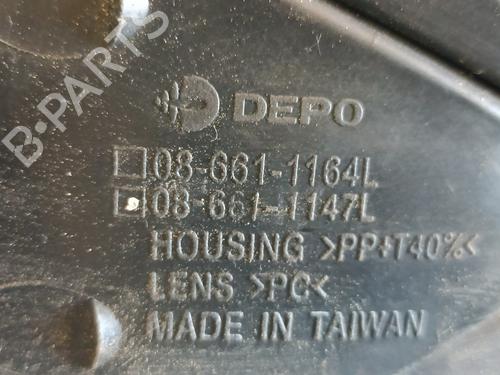 B-PARTS
DEPO
08-661-1164L
08-661-1147L
HOUSING >PP+T40%<
LENS >PC<
MADE IN TAIWAN